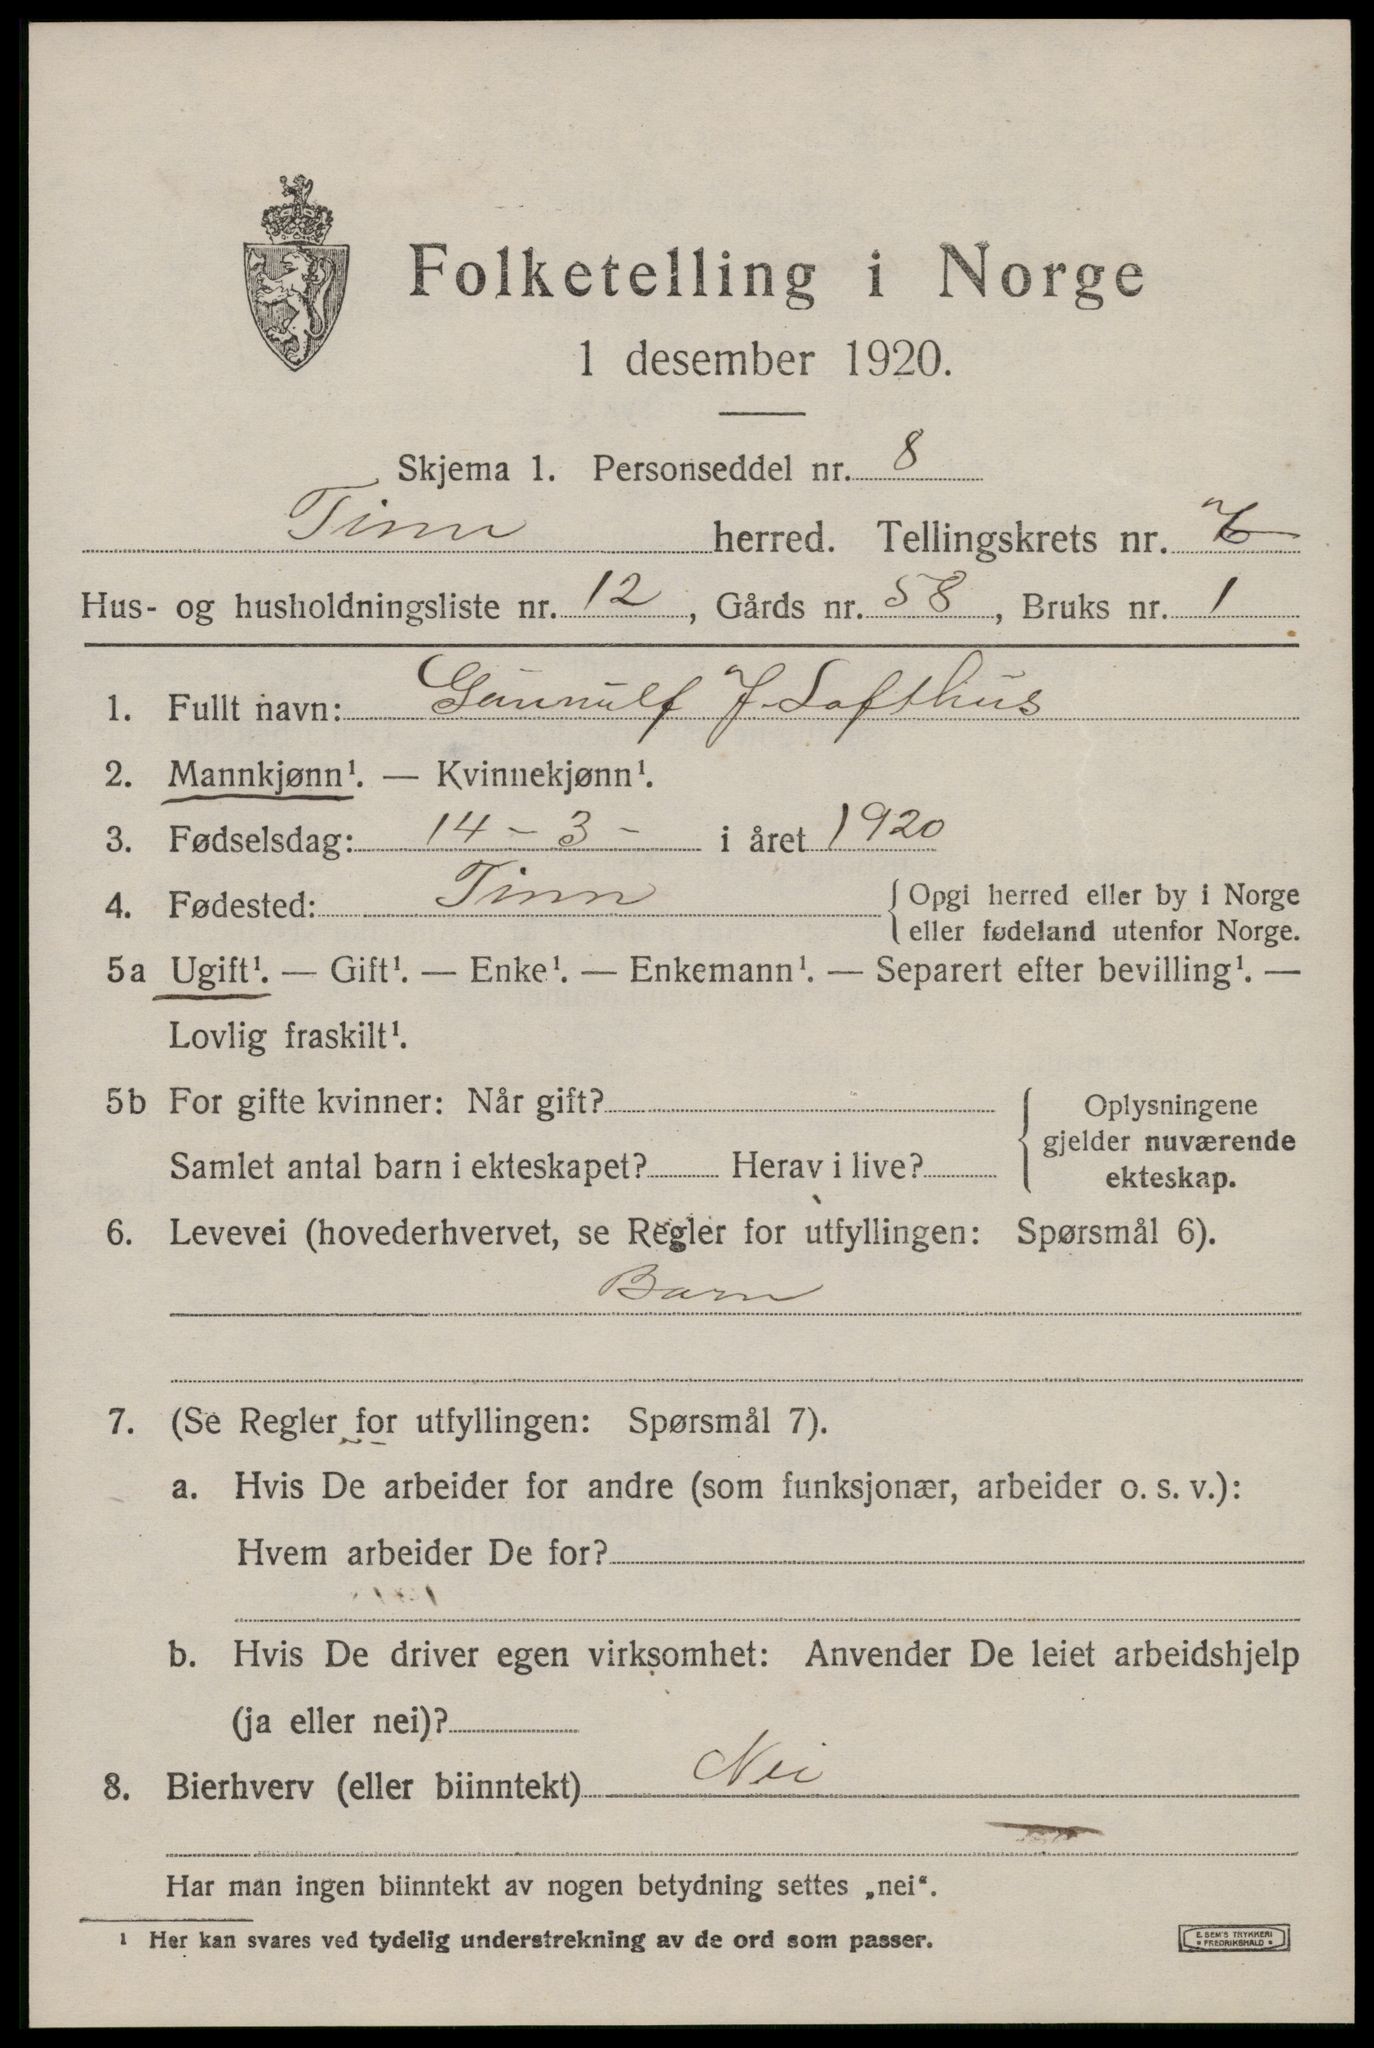 Folketelling i Norge
1 desember 1920.
Skjema 1. Personseddel nr. 8
Tinn herred. Tellingskrets nr.
Hus- og husholdningsliste nr. 12, Gårds nr. 58, Bruks nr. 1
1. Fullt navn: Gunnulf J. Lofthus
2. Mannkjønn¹. — Kvinnekjønn¹.
3. Fødselsdag: 14 - 3 - i året 1920
4. Fødested: Tinn { Opgi herred eller by i Norge
eller fødeland utenfor Norge.
5a Ugift¹. — Gift¹. — Enke¹. — Enkemann¹. — Separert efter bevilling¹. —
Lovlig fraskilt¹.
5b For gifte kvinner: Når gift?
Samlet antal barn i ekteskapet? Herav i live?
Oplysningene
gjelder nuværende
ekteskap.
6. Levevei (hovederhvervet, se Regler for utfyllingen: Spørsmål 6).
Barn
7. (Se Regler for utfyllingen: Spørsmål 7).
a. Hvis De arbeider for andre (som funksjonær, arbeider o. s. v.):
Hvem arbeider De for?
b. Hvis De driver egen virksomhet: Anvender De leiet arbeidshjelp
(ja eller nei)?
8. Bierhverv (eller biinntekt) Nei
Har man ingen biinntekt av nogen betydning settes „nei“.
¹ Her kan svares ved tydelig understrekning av de ord som passer.
E. SEM'S TRYKKERI
• FREDRIKSHALD •